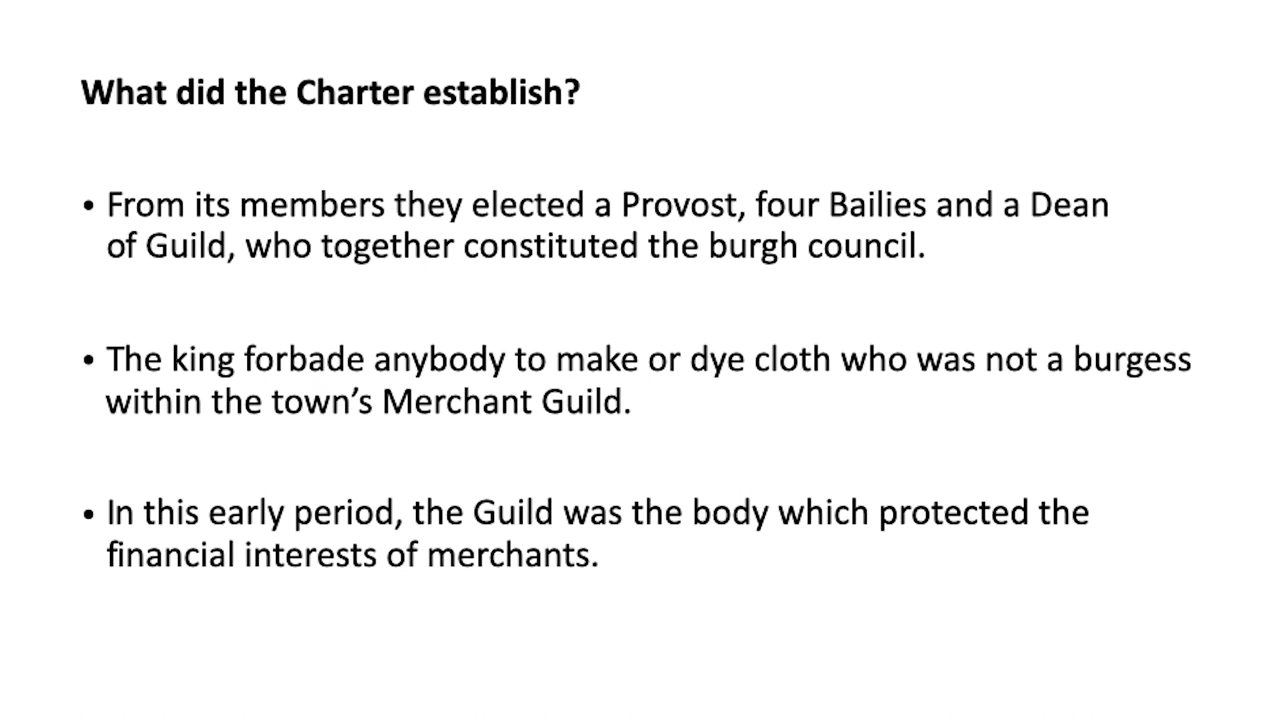 What did the Charter establish?
• From its members they elected a Provost, four Bailies and a Dean
of Guild, who together constituted the burgh council.
• The king forbade anybody to make or dye cloth who was not a burgess
within the town’s Merchant Guild.
• In this early period, the Guild was the body which protected the
financial interests of merchants.